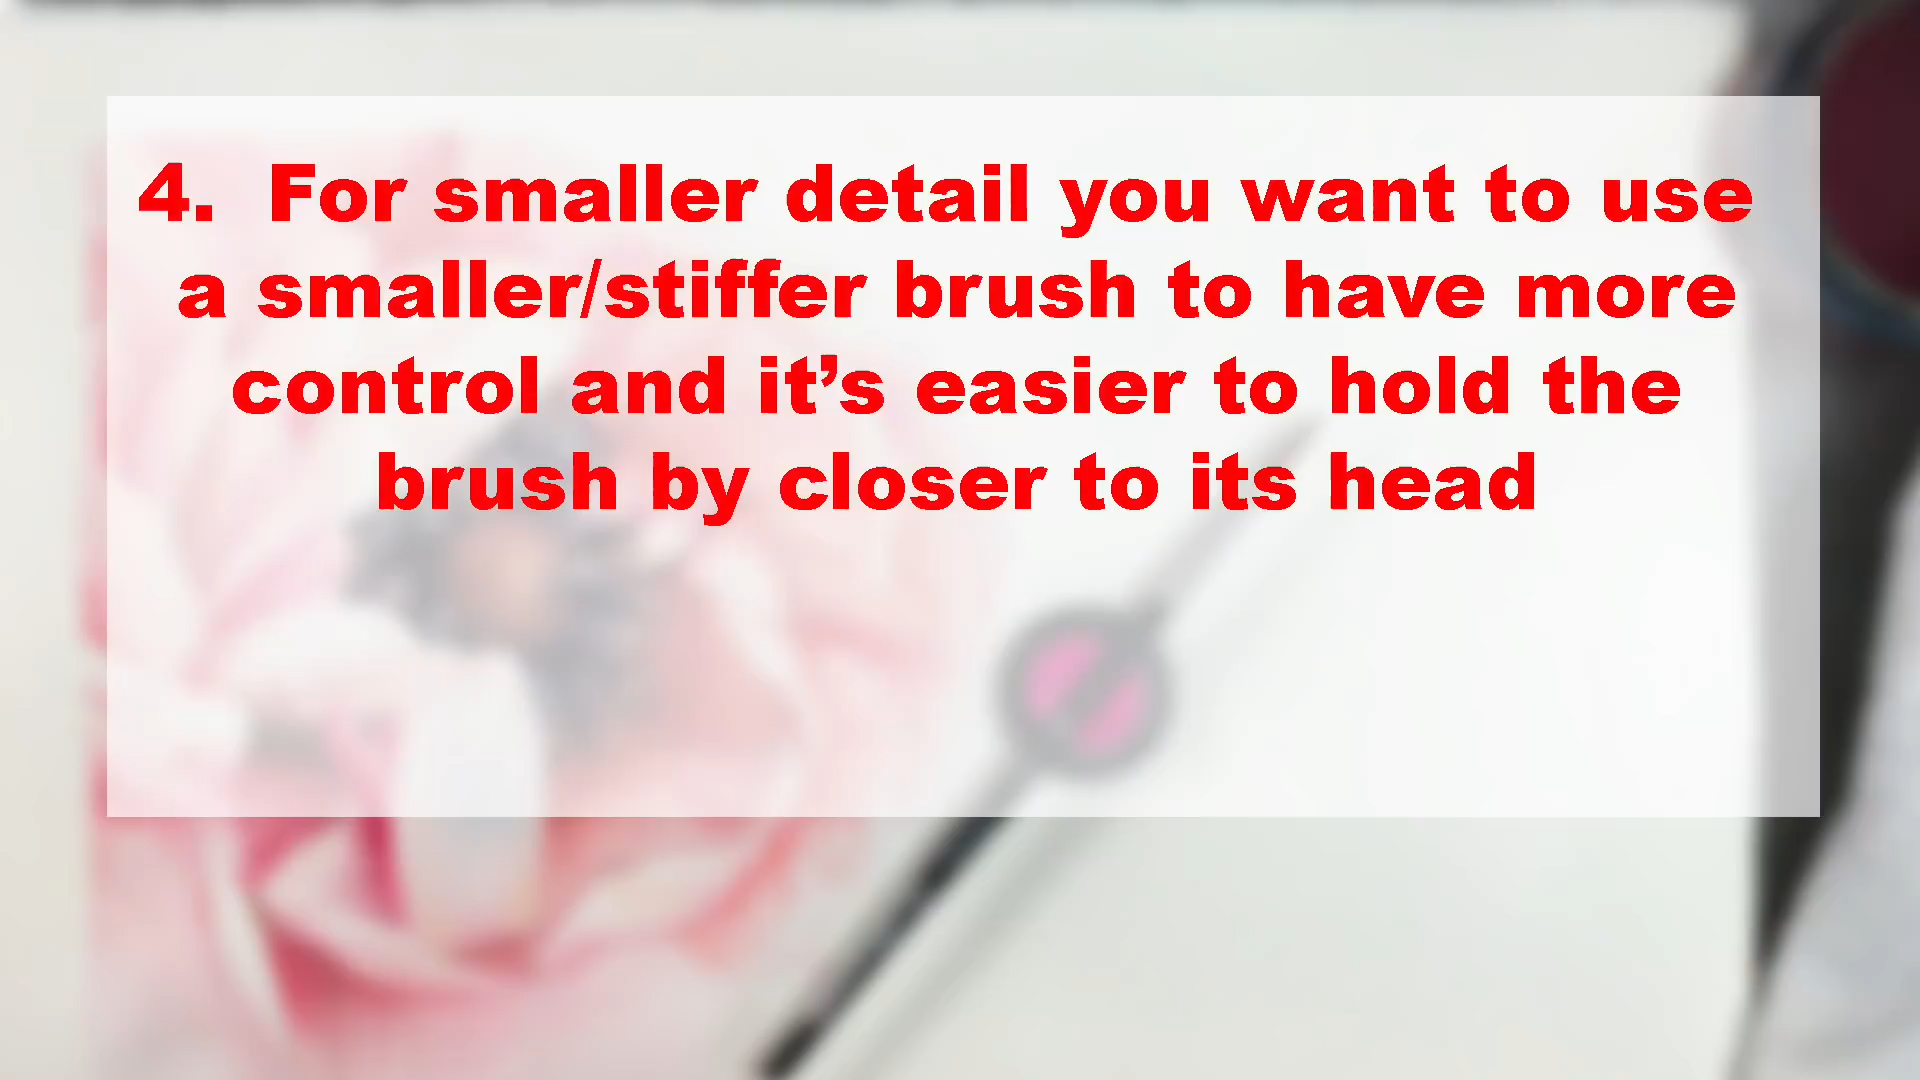 4. For smaller detail you want to use
a smaller/stiffer brush to have more
control and it’s easier to hold the
brush by closer to its head